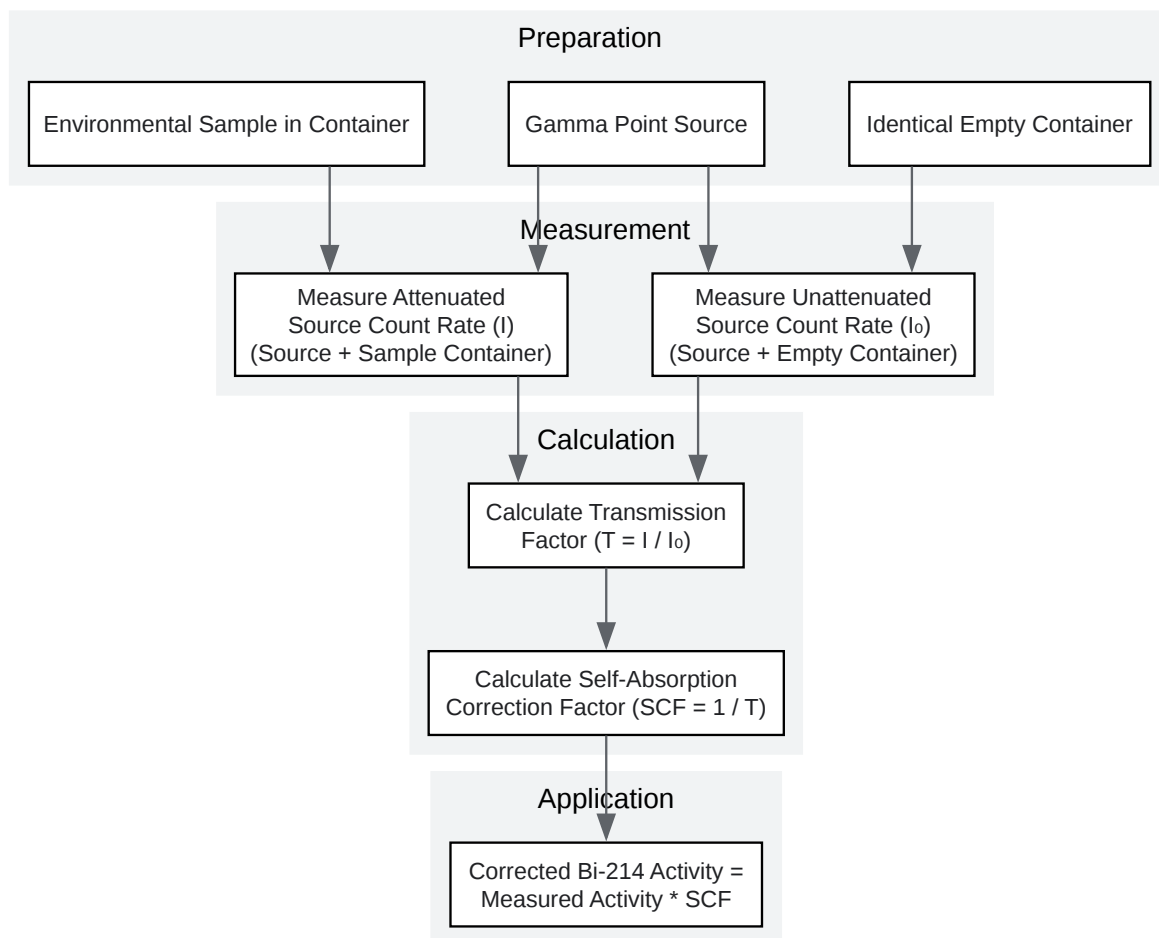 Preparation
Environmental Sample in Container
Gamma Point Source
Identical Empty Container
Measurement
Measure Attenuated
Source Count Rate (I)
(Source + Sample Container)
Measure Unattenuated
Source Count Rate (I₀)
(Source + Empty Container)
Calculation
Calculate Transmission
Factor (T = I / I₀)
Calculate Self-Absorption
Correction Factor (SCF = 1 / T)
Application
Corrected Bi-214 Activity =
Measured Activity * SCF